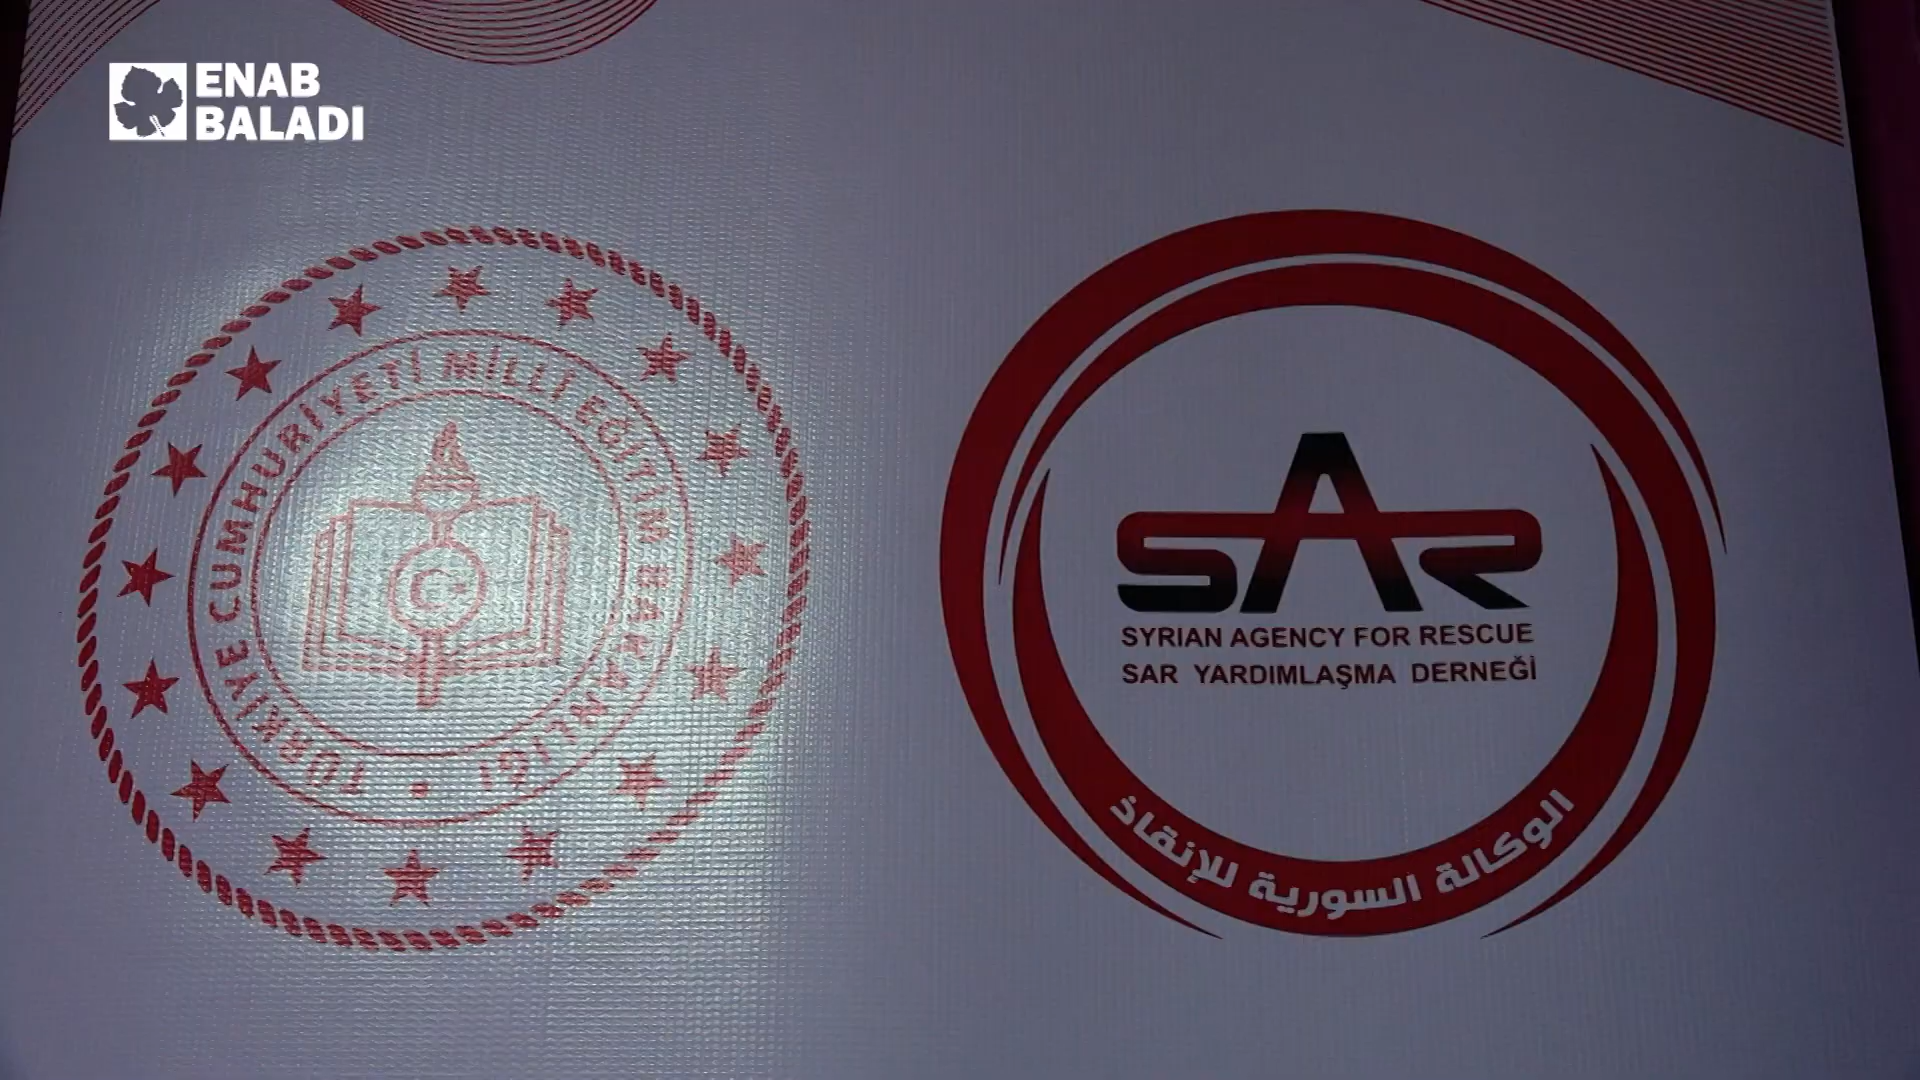 ENAB
BALADI
TÜRKİYE CUMHURİYETİ MİLLİ EĞİTİM BAKANLIĞI
SAR
SYRIAN AGENCY FOR RESCUE
SAR YARDIMLAŞMA DERNEĞİ
الوكالة السورية للإنقاذ